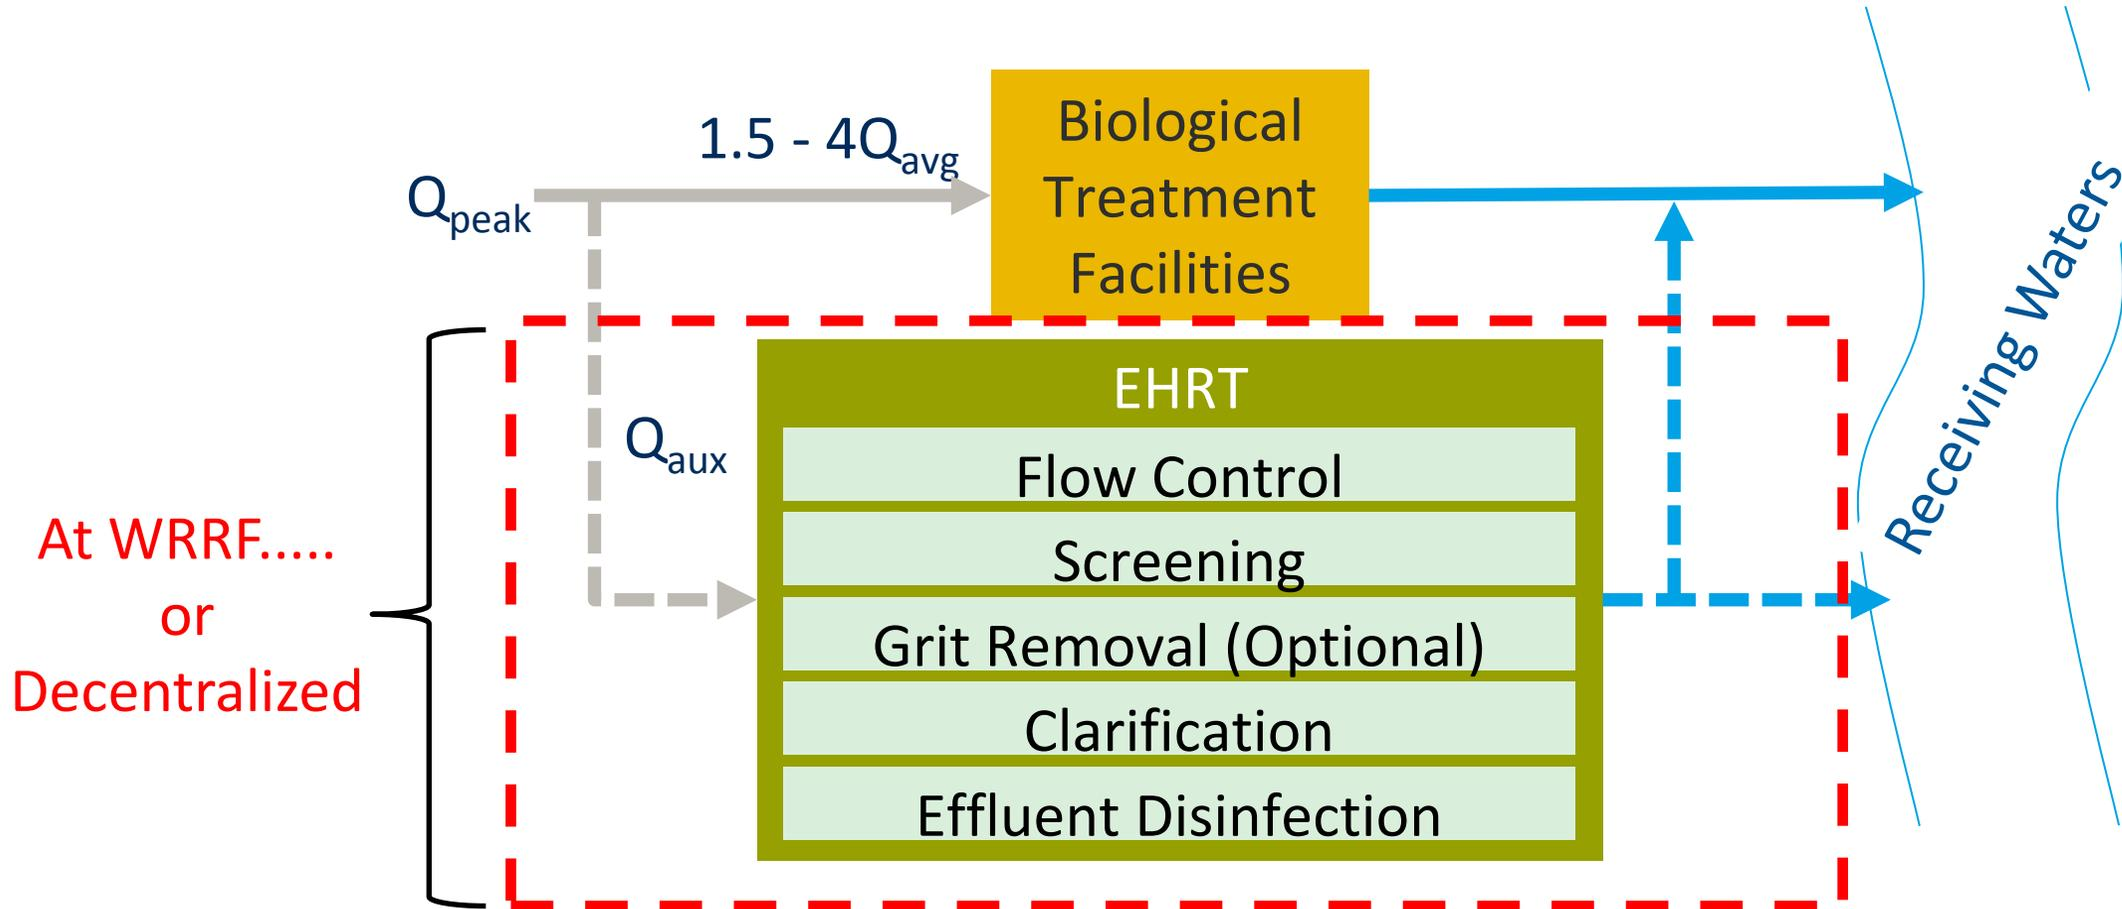 1.5 - 4Qavg
Qpeak
Biological
Treatment
Facilities
Receiving Waters
EHRT
Qaux
Flow Control
Screening
Grit Removal (Optional)
Clarification
Effluent Disinfection
At WRRF.....
or
Decentralized